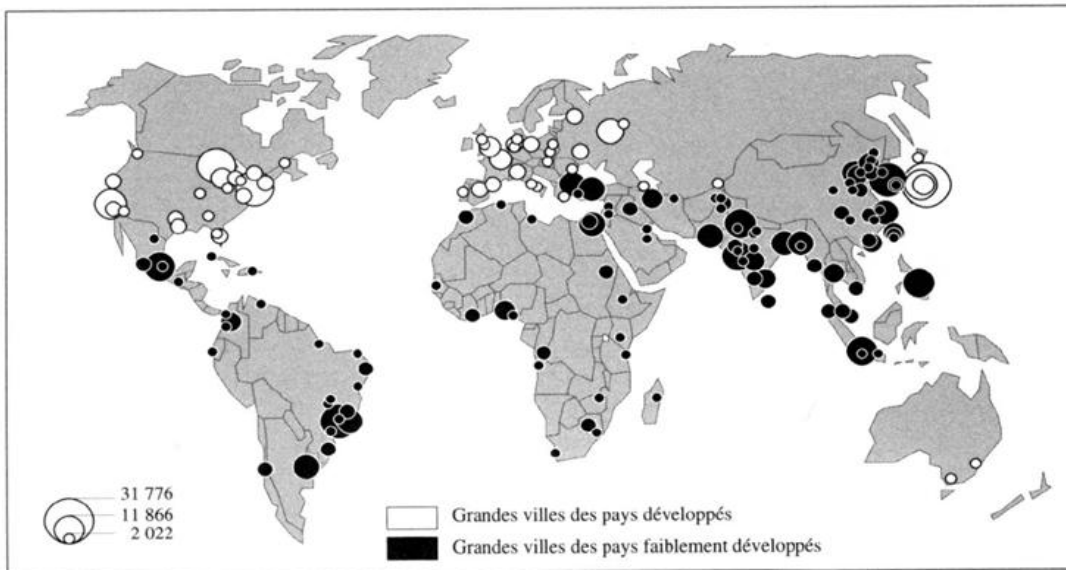 31 776
11 866
2 022
Grandes villes des pays développés
Grandes villes des pays faiblement développés